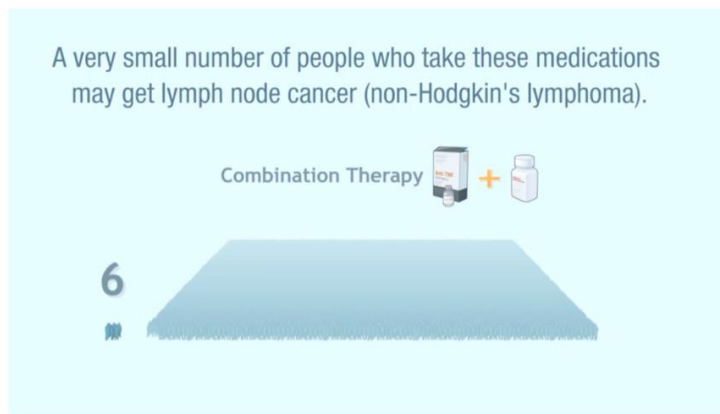 A very small number of people who take these medications
may get lymph node cancer (non-Hodgkin's lymphoma).
Combination Therapy
+
6